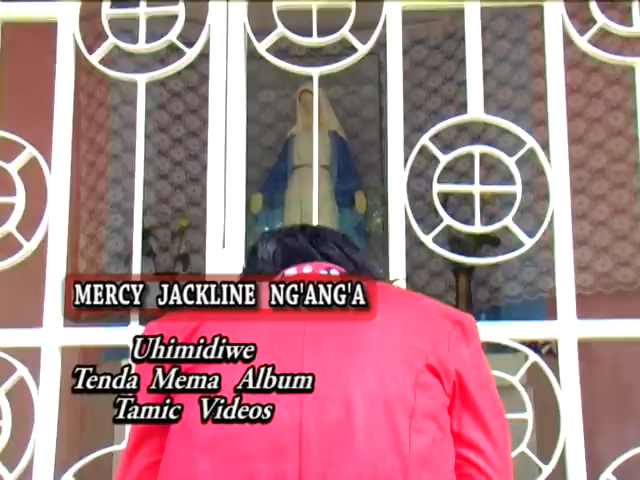 MERCY JACKLINE NG'ANG'A
Uhimidiwe
Tenda Mema Album
Tamic Videos